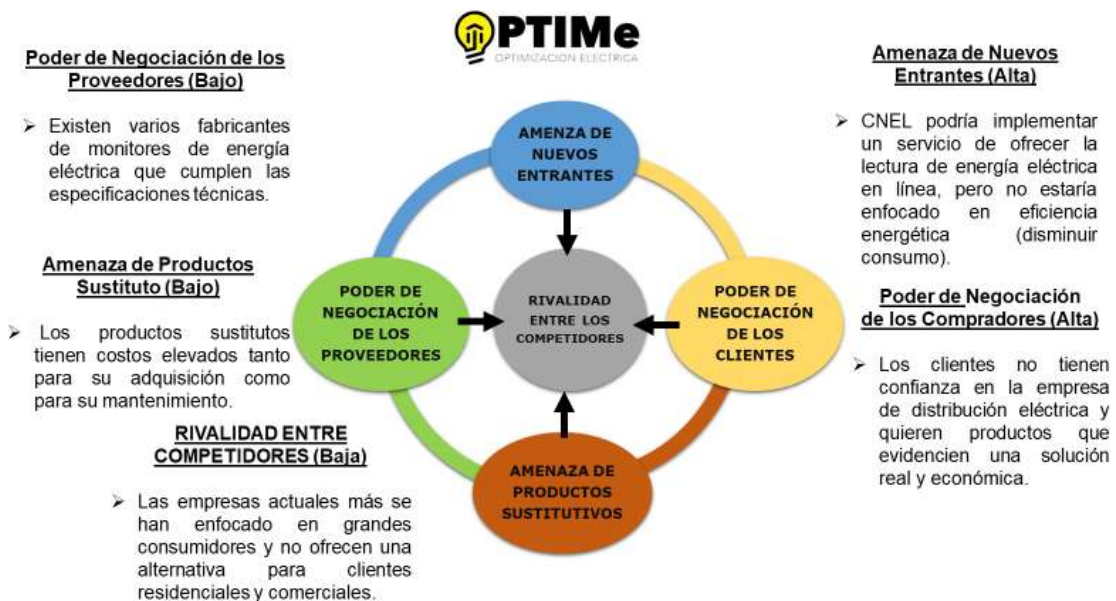 PTIMe
OPTIMIZACION ELECTRICA
Poder de Negociación de los
Proveedores (Bajo)
➢ Existen varios fabricantes
de monitores de energía
eléctrica que cumplen las
especificaciones técnicas.
Amenaza de Productos
Sustituto (Bajo)
➢ Los productos sustitutos
tienen costos elevados tanto
para su adquisición como
para su mantenimiento.
RIVALIDAD ENTRE
COMPETIDORES (Baja)
➢ Las empresas actuales más se
han enfocado en grandes
consumidores y no ofrecen una
alternativa para clientes
residenciales y comerciales.
AMENZA DE
NUEVOS
ENTRANTES
PODER DE
NEGOCIACIÓN
DE LOS
PROVEEDORES
RIVALIDAD
ENTRE LOS
COMPETIDORES
PODER DE
NEGOCIACIÓN
DE LOS
CLIENTES
AMENAZA DE
PRODUCTOS
SUSTITUTIVOS
Amenaza de Nuevos
Entrantes (Alta)
➢ CNEL podría implementar
un servicio de ofrecer la
lectura de energía eléctrica
en línea, pero no estaría
enfocado en eficiencia
energética (disminuir
consumo).
Poder de Negociación
de los Compradores (Alta)
➢ Los clientes no tienen
confianza en la empresa
de distribución eléctrica y
quieren productos que
evidencien una solución
real y económica.